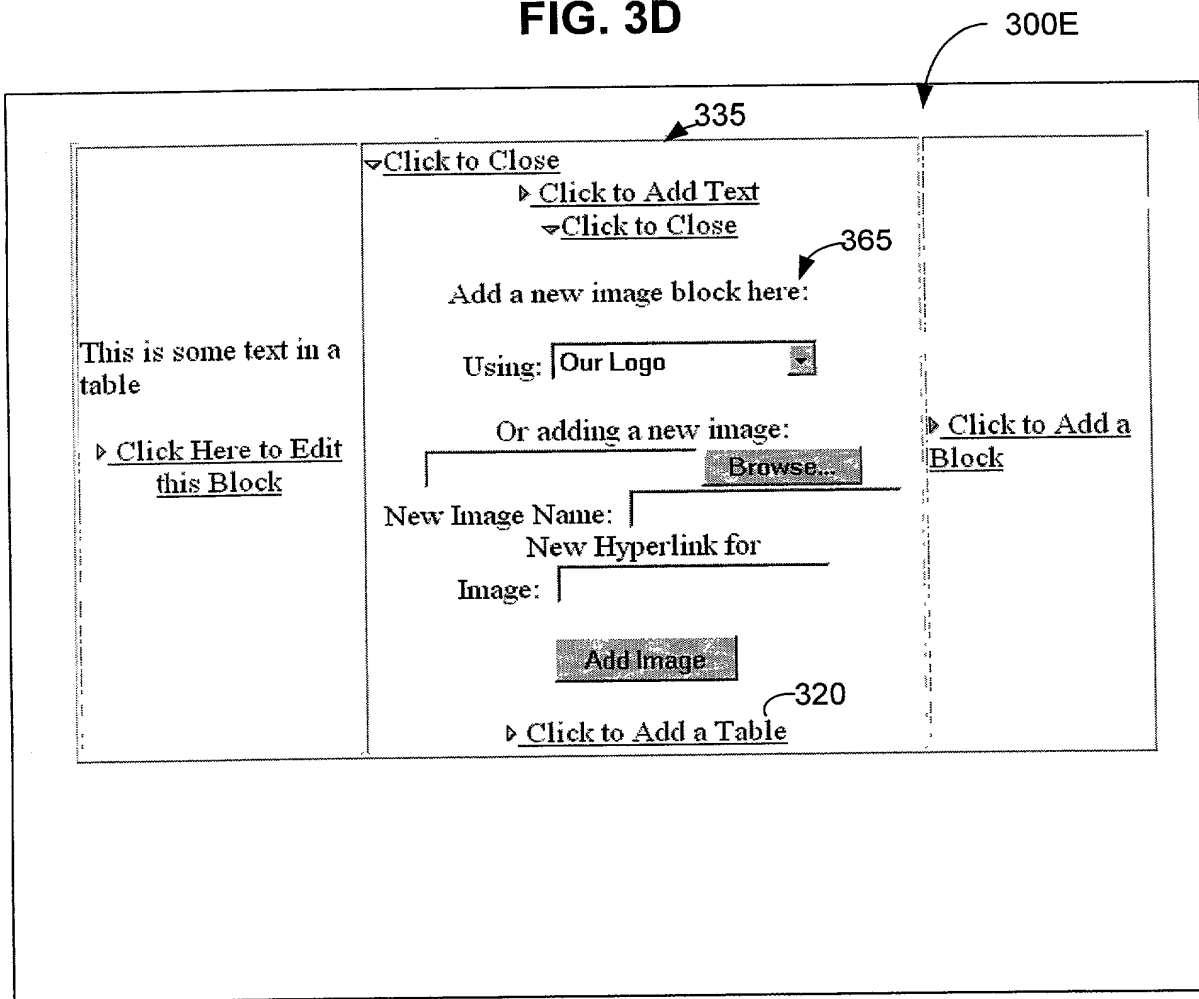 FIG. 3D
300E
335
Click to Close
Click to Add Text
Click to Close
365
Add a new image block here:
This is some text in a
table
Click Here to Edit
this Block
Using: Our Logo
Or adding a new image:
Browse...
New Image Name:
New Hyperlink for
Image:
Add Image
320
Click to Add a Table
Click to Add a
Block